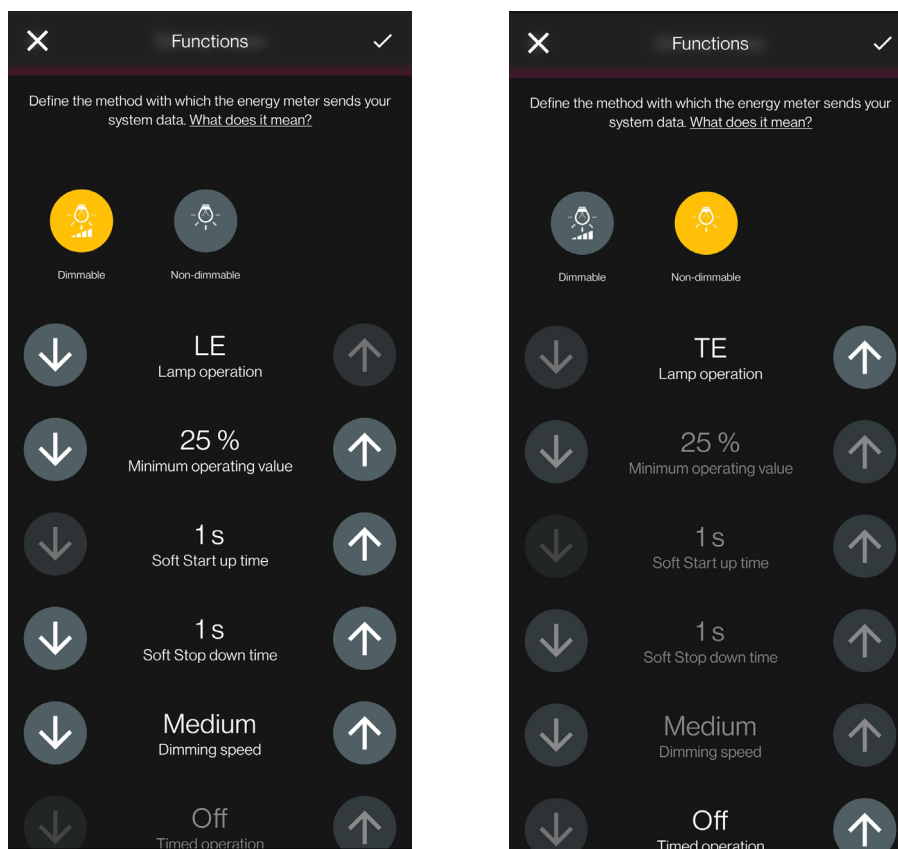 Functions
Define the method with which the energy meter sends your
system data. What does it mean?
Dimmable
Non-dimmable
LE
Lamp operation
25 %
Minimum operating value
1 s
Soft Start up time
1 s
Soft Stop down time
Medium
Dimming speed
Off
Timed operation
Functions
Define the method with which the energy meter sends your
system data. What does it mean?
Dimmable
Non-dimmable
TE
Lamp operation
25 %
Minimum operating value
1 s
Soft Start up time
1 s
Soft Stop down time
Medium
Dimming speed
Off
Timed operation